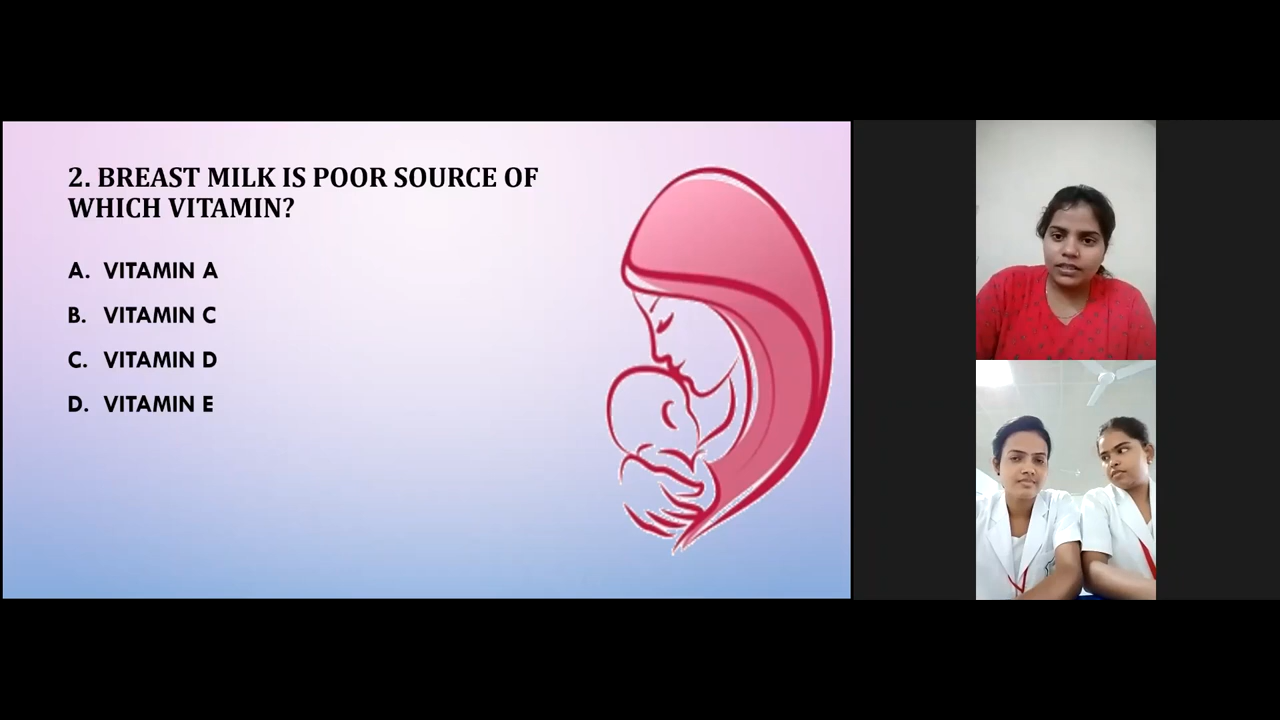 2. BREAST MILK IS POOR SOURCE OF
WHICH VITAMIN?
A. VITAMIN A
B. VITAMIN C
C. VITAMIN D
D. VITAMIN E